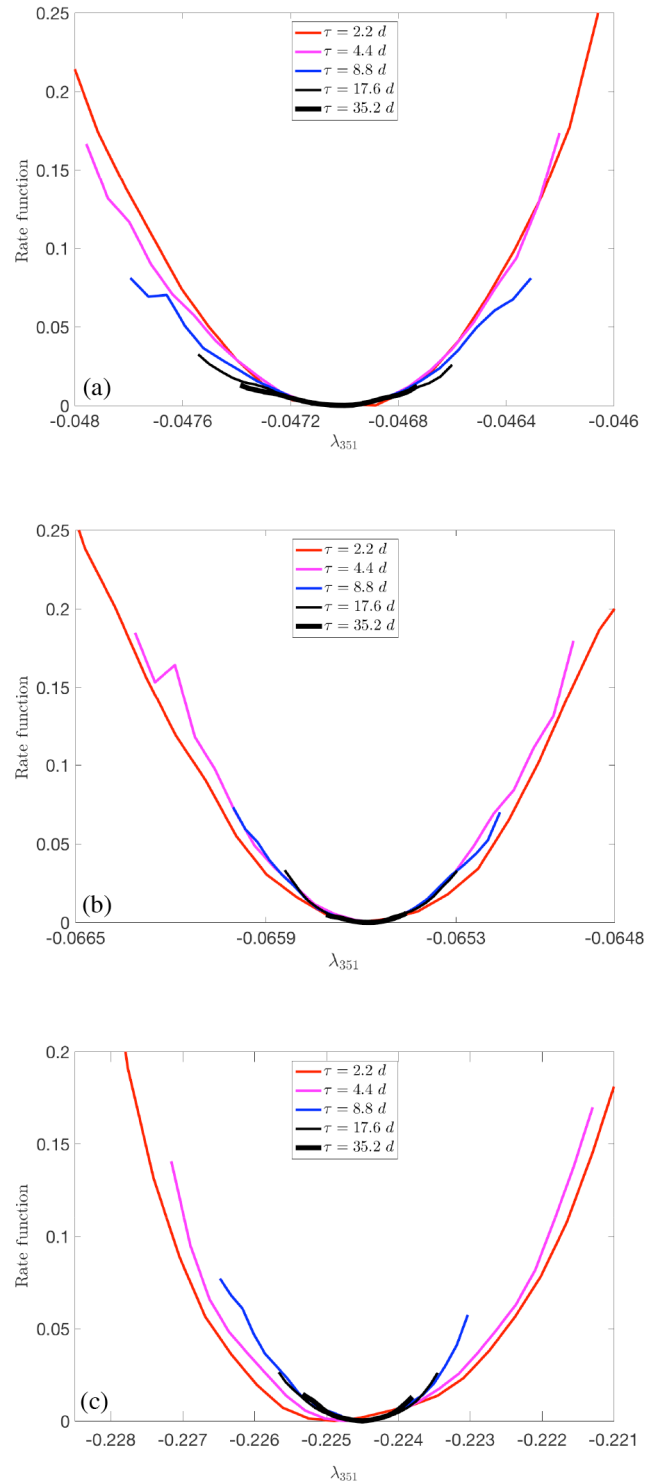 0.25
τ = 2.2 d
τ = 4.4 d
τ = 8.8 d
τ = 17.6 d
τ = 35.2 d
0.2
0.15
0.1
0.05
0
Rate function
(a)
-0.048 -0.0476 -0.0472 -0.0468 -0.0464 -0.046
λ351
0.25
τ = 2.2 d
τ = 4.4 d
τ = 8.8 d
τ = 17.6 d
τ = 35.2 d
0.2
0.15
0.1
0.05
0
Rate function
(b)
-0.0665 -0.0659 -0.0653 -0.0648
λ351
0.2
τ = 2.2 d
τ = 4.4 d
τ = 8.8 d
τ = 17.6 d
τ = 35.2 d
0.15
0.1
0.05
0
Rate function
(c)
-0.228 -0.227 -0.226 -0.225 -0.224 -0.223 -0.222 -0.221
λ351